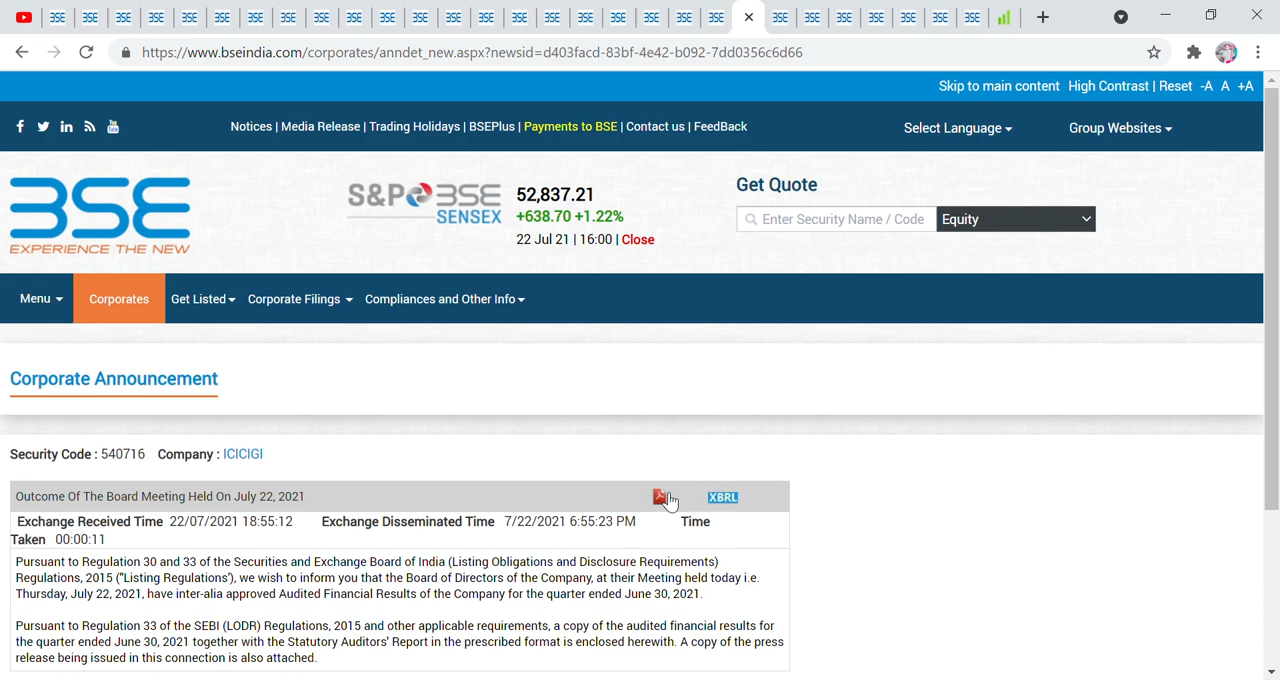 https://www.bseindia.com/corporates/anndet_new.aspx?newsid=d403facd-83bf-4e42-b092-7dd0356c6d66
Skip to main content High Contrast | Reset -A A +A
Notices | Media Release | Trading Holidays | BSEPlus | Payments to BSE | Contact us | FeedBack Select Language Group Websites
BSE
EXPERIENCE THE NEW
S&P BSE
SENSEX
52,837.21
+638.70 +1.22%
22 Jul 21 | 16:00 | Close
Get Quote
Enter Security Name / Code Equity
Menu Corporates Get Listed Corporate Filings Compliances and Other Info
Corporate Announcement
Security Code : 540716 Company : ICICIGI
Outcome Of The Board Meeting Held On July 22, 2021 XBRL
Exchange Received Time 22/07/2021 18:55:12 Exchange Disseminated Time 7/22/2021 6:55:23 PM Time
Taken 00:00:11
Pursuant to Regulation 30 and 33 of the Securities and Exchange Board of India (Listing Obligations and Disclosure Requirements)
Regulations, 2015 ("Listing Regulations'), we wish to inform you that the Board of Directors of the Company, at their Meeting held today i.e.
Thursday, July 22, 2021, have inter-alia approved Audited Financial Results of the Company for the quarter ended June 30, 2021.
Pursuant to Regulation 33 of the SEBI (LODR) Regulations, 2015 and other applicable requirements, a copy of the audited financial results for
the quarter ended June 30, 2021 together with the Statutory Auditors' Report in the prescribed format is enclosed herewith. A copy of the press
release being issued in this connection is also attached.